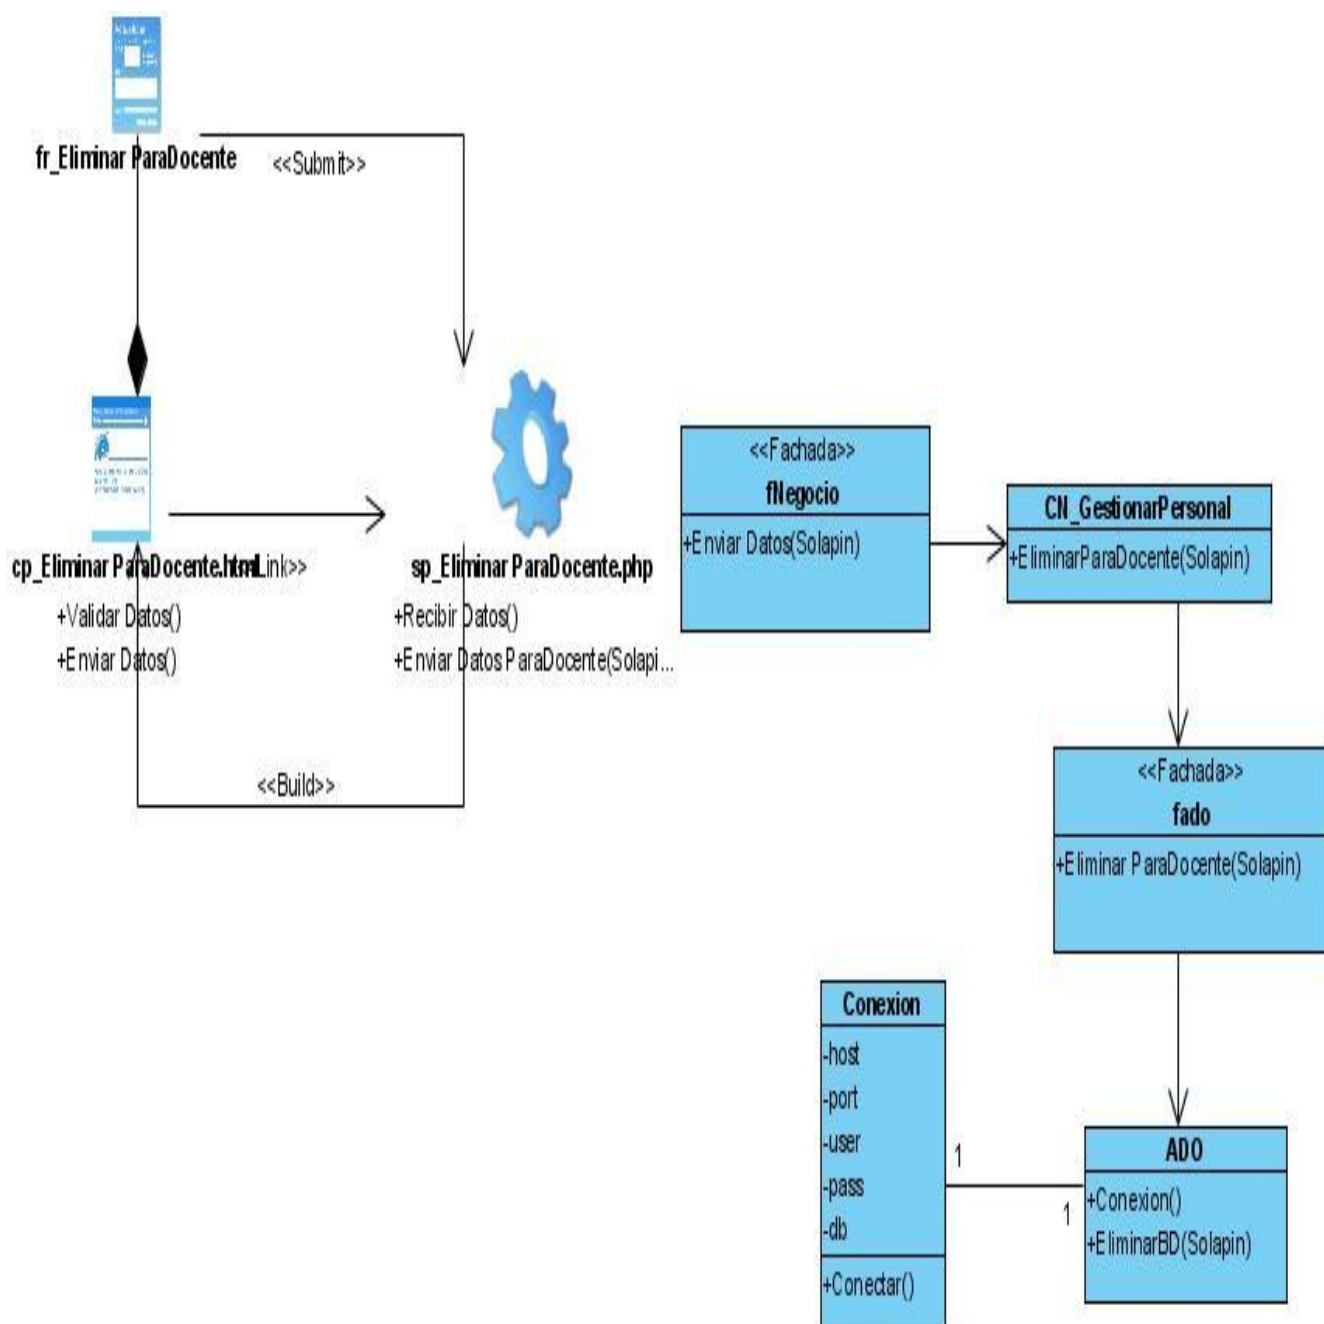 fr_Eliminar ParaDocente
<<Submit>>
cp_Eliminar ParaDocente.html
Link>>
+Validar Datos()
+Enviar Datos()
sp_Eliminar ParaDocente.php
+Recibir Datos()
+Enviar Datos ParaDocente(Solapi...
<<Build>>
<<Fachada>>
fNegocio
+Enviar Datos(Solapin)
CN_GestionarPersonal
+EliminarParaDocente(Solapin)
<<Fachada>>
fado
+Eliminar ParaDocente(Solapin)
Conexion
-host
-port
-user
-pass
-db
+Conectar()
1
1
ADO
+Conexion()
+EliminarBD(Solapin)